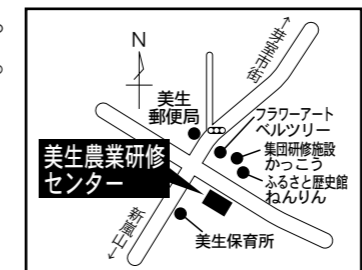 N
←芽室市街
美生
郵便局
フラワーアート
ベルツリー
集団研修施設
かっこう
ふるさと歴史館
ねんりん
美生農業研修
センター
新嵐山→
美生保育所